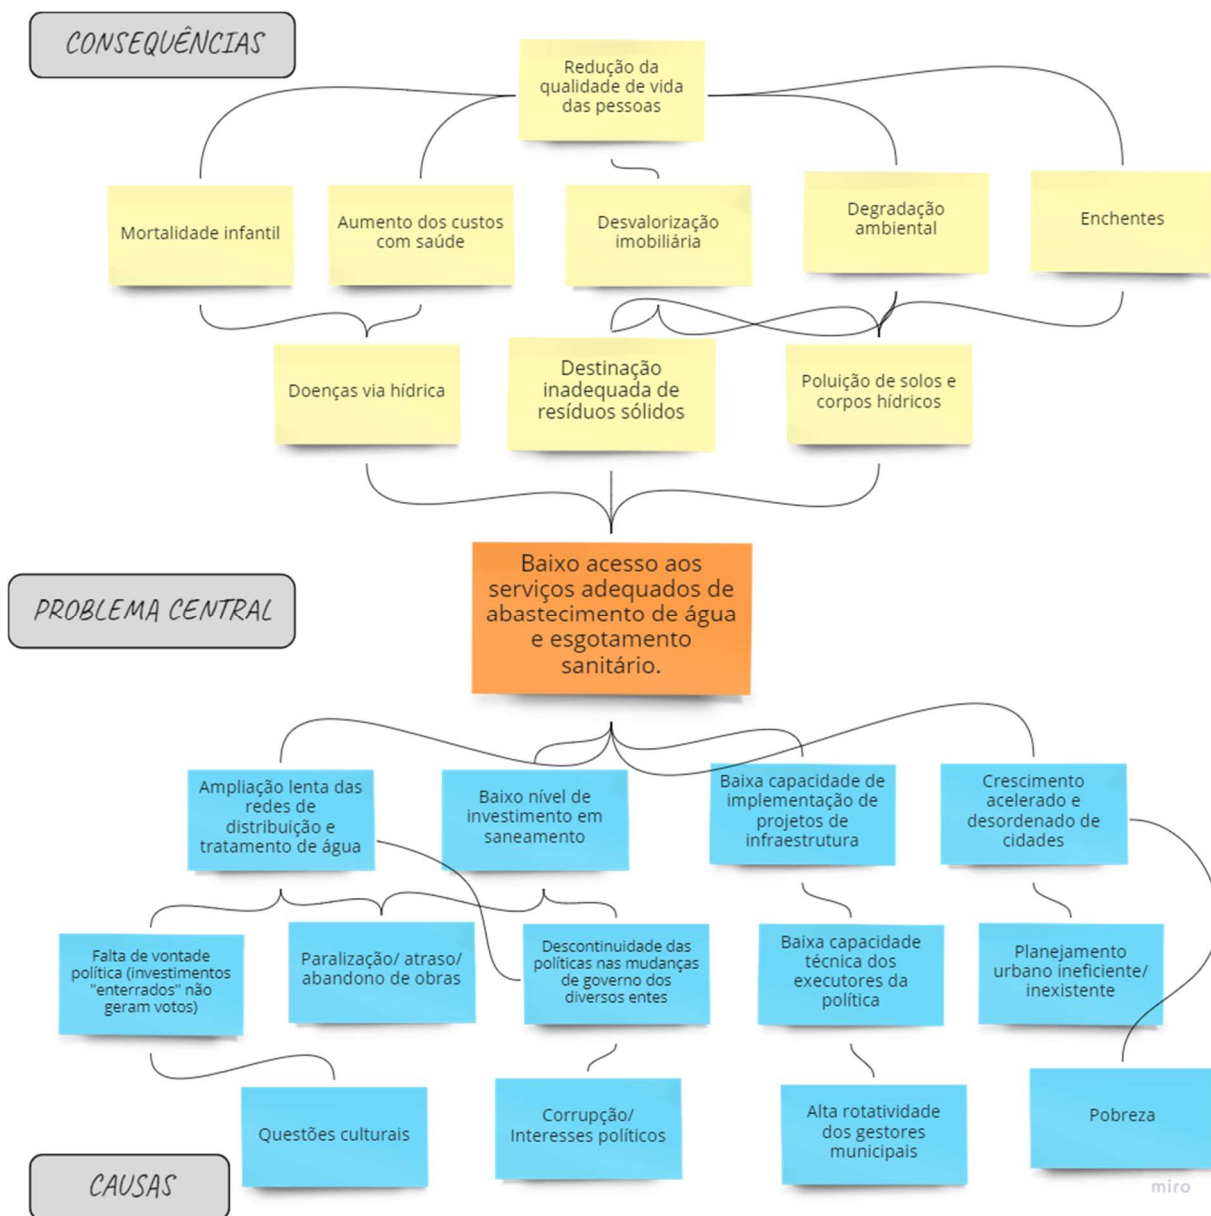 CONSEQUÊNCIAS
Redução da
qualidade de vida
das pessoas
Mortalidade infantil
Aumento dos custos
com saúde
Desvalorização
imobiliária
Degradação
ambiental
Enchentes
Doenças via hídrica
Destinação
inadequada de
resíduos sólidos
Poluição de solos e
corpos hídricos
PROBLEMA CENTRAL
Baixo acesso aos
serviços adequados de
abastecimento de água
e esgotamento
sanitário.
Ampliação lenta das
redes de
distribuição e
tratamento de água
Baixo nível de
investimento em
saneamento
Baixa capacidade de
implementação de
projetos de
infraestrutura
Crescimento
acelerado e
desordenado de
cidades
Falta de vontade
política (investimentos
"enterrados" não
geram votos)
Paralização/ atraso/
abandono de obras
Descontinuidade das
políticas nas mudanças
de governo dos
diversos entes
Baixa capacidade
técnica dos
executores da
política
Planejamento
urbano ineficiente/
inexistente
Questões culturais
Corrupção/
Interesses políticos
Alta rotatividade
dos gestores
municipais
Pobreza
CAUSAS
miro